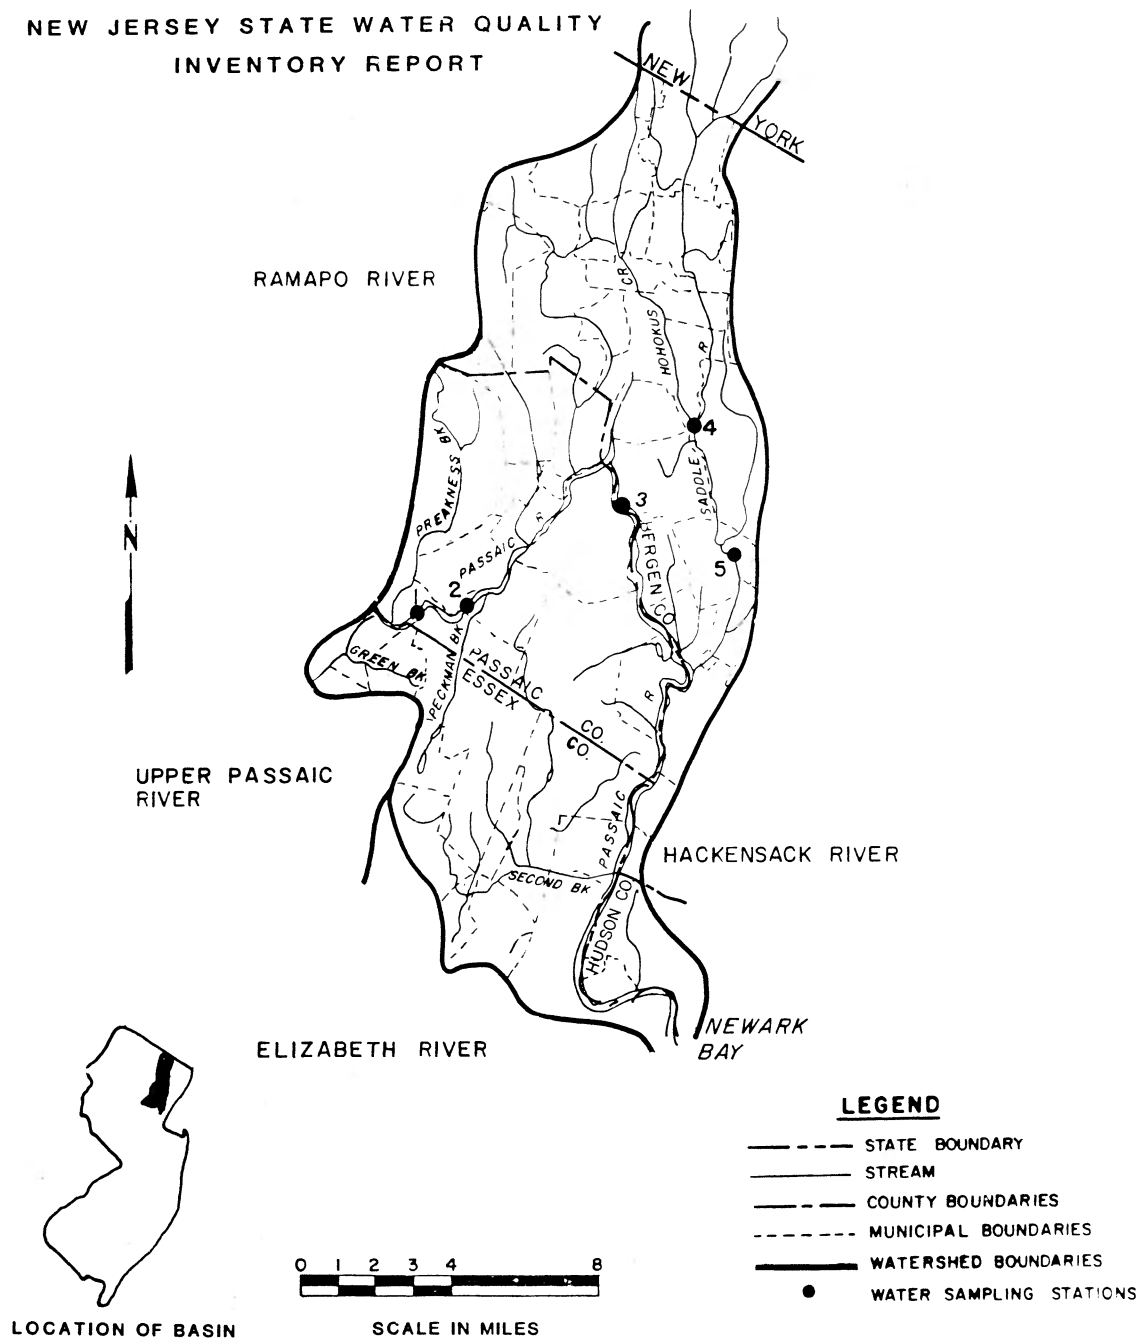 NEW JERSEY STATE WATER QUALITY
INVENTORY REPORT
NEW YORK
RAMAPO RIVER
CR.
HOHOKUS
R
4
SADDLE
PREAKNESS BK
3
5
N
R
PASSAIC
2
BERGEN CO.
GREEN BK
PECKMAN BK
PASSAIC CO.
ESSEX CO.
R
UPPER PASSAIC
RIVER
PASSAIC
HACKENSACK RIVER
SECOND BK
HUDSON CO.
NEWARK
BAY
ELIZABETH RIVER
LEGEND
STATE BOUNDARY
STREAM
COUNTY BOUNDARIES
MUNICIPAL BOUNDARIES
WATERSHED BOUNDARIES
WATER SAMPLING STATIONS
0 1 2 3 4 8
LOCATION OF BASIN
SCALE IN MILES